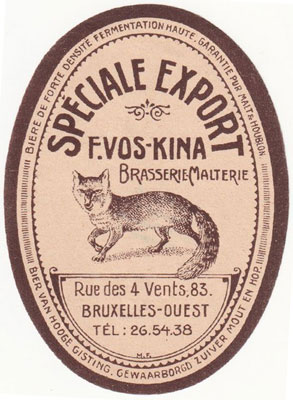 BIERE DE FORTE DENSITÉ FERMENTATION HAUTE. GARANTIE PUR MALT & HOUBLON.
SPÉCIALE EXPORT
F. VOS-KINA
BRASSERIE MALTERIE
Rue des 4 Vents, 83.
BRUXELLES-OUEST
TÉL: 26.54.38
M.F.
BIER VAN HOOGE GISTING. GEWAARBORGD ZUIVER MOUT EN HOP.